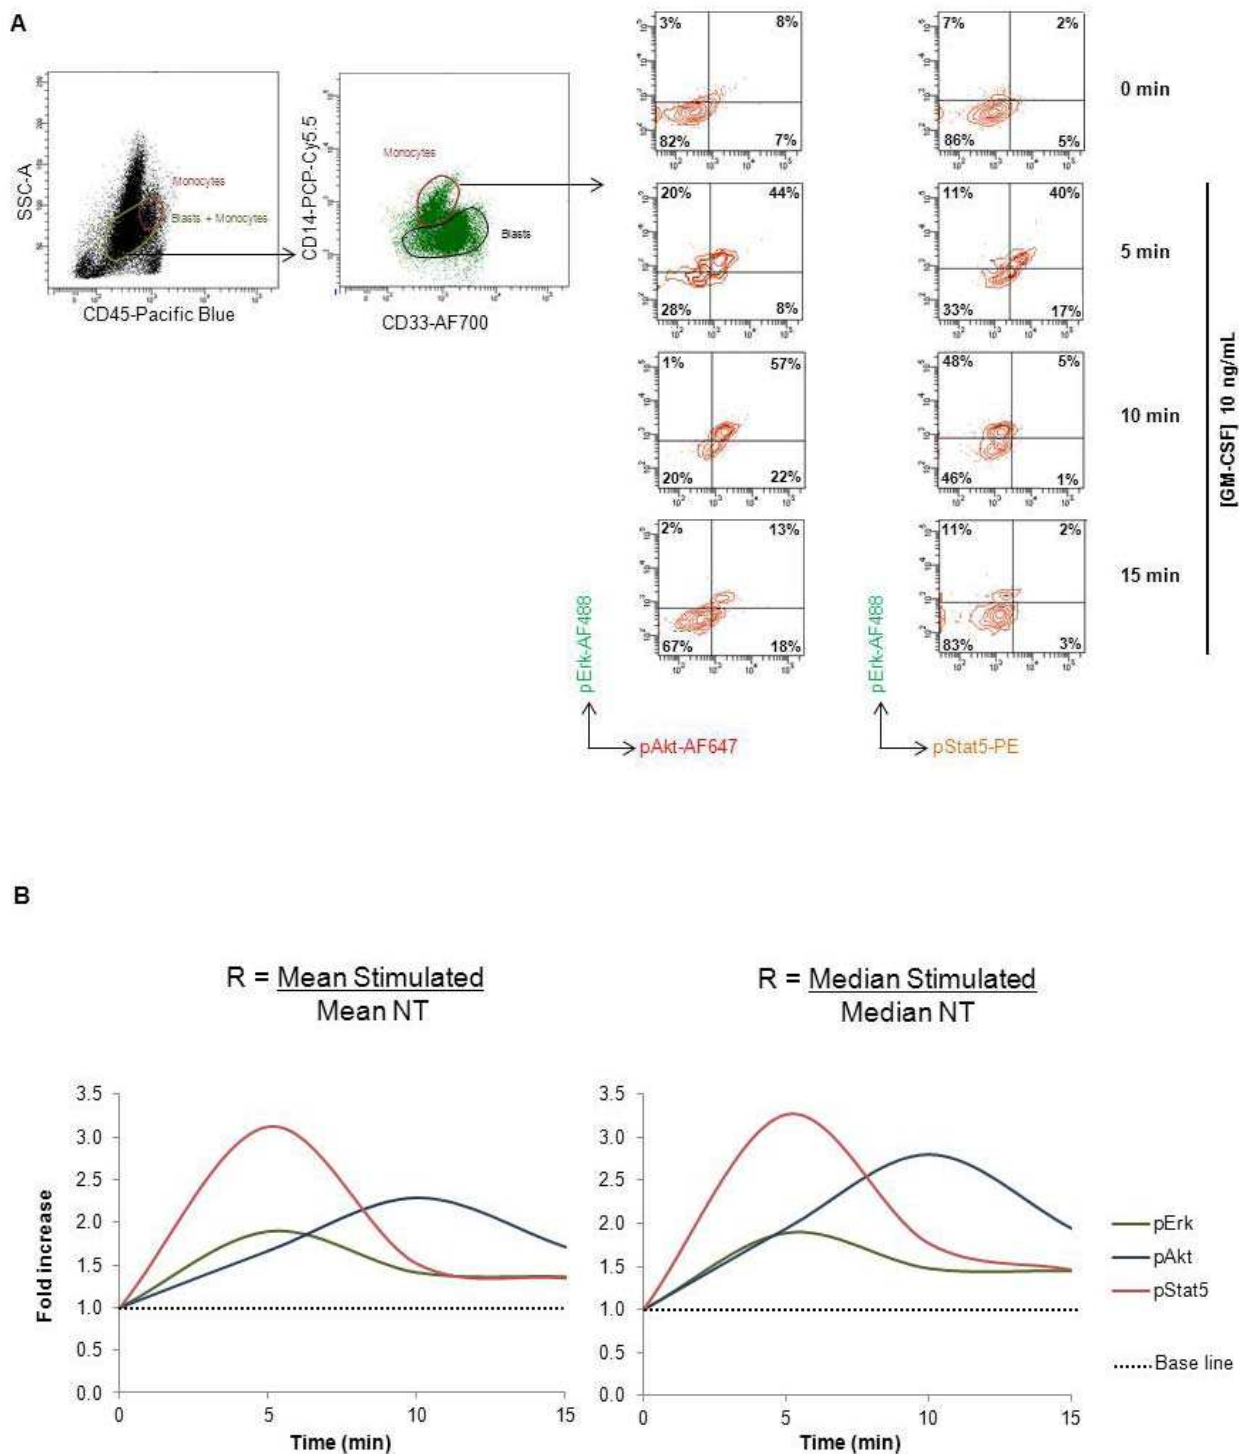 A
SSC-A
Monocytes
Blasts + Monocytes
CD45-Pacific Blue
CD14-PCP-Cy5.5
Monocytes
Blasts
CD33-AF700
3% 8%
82% 7%
7% 2%
86% 5%
0 min
20% 44%
28% 8%
11% 40%
33% 17%
5 min
1% 57%
20% 22%
48% 5%
46% 1%
10 min
2% 13%
67% 18%
11% 2%
83% 3%
15 min
[GM-CSF] 10 ng/mL
pErk-AF488
pAkt-AF647
pErk-AF488
pStat5-PE
B
R = Mean Stimulated
Mean NT
R = Median Stimulated
Median NT
Fold increase
3.5
3.0
2.5
2.0
1.5
1.0
0.5
0.0
0 5 10 15
Time (min)
3.5
3.0
2.5
2.0
1.5
1.0
0.5
0.0
0 5 10 15
Time (min)
pErk
pAkt
pStat5
Base line